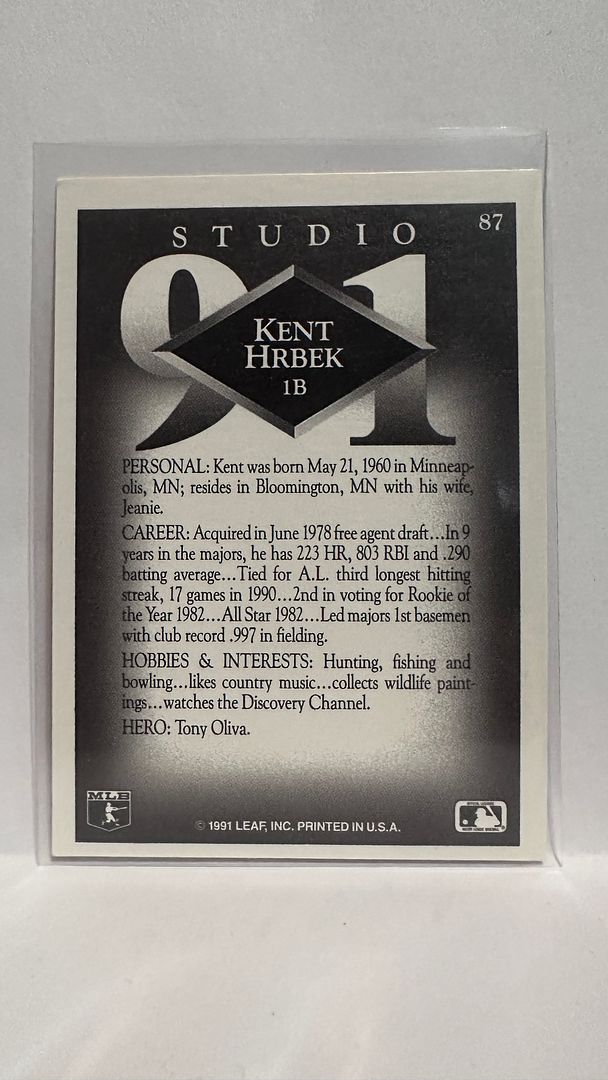 87
STUDIO
91
KENT
HRBEK
1B
PERSONAL: Kent was born May 21, 1960 in Minneap-
olis, MN; resides in Bloomington, MN with his wife,
Jeanie.
CAREER: Acquired in June 1978 free agent draft...In 9
years in the majors, he has 223 HR, 803 RBI and .290
batting average...Tied for A.L. third longest hitting
streak, 17 games in 1990...2nd in voting for Rookie of
the Year 1982...All Star 1982...Led majors 1st basemen
with club record .997 in fielding.
HOBBIES & INTERESTS: Hunting, fishing and
bowling...likes country music...collects wildlife paint-
ings...watches the Discovery Channel.
HERO: Tony Oliva.
MLB
© 1991 LEAF, INC. PRINTED IN U.S.A.